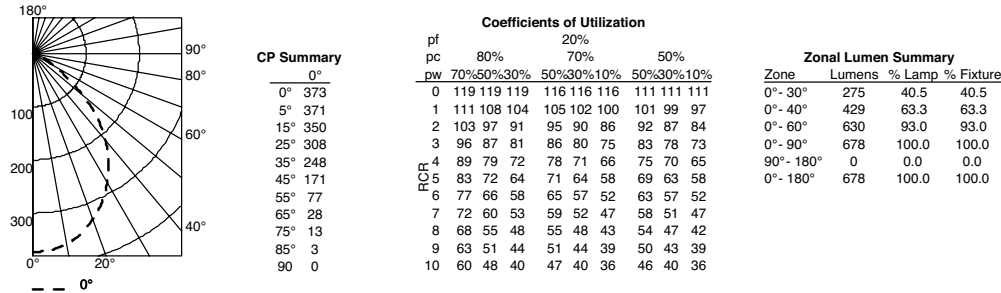 180°
90°
80°
60°
40°
20°
0°
100
200
300
0°
CP Summary
0°
0° 373
5° 371
15° 350
25° 308
35° 248
45° 171
55° 77
65° 28
75° 13
85° 3
90 0
Coefficients of Utilization
pf 20%
pc 80% 70% 50%
pw 70%50%30% 50%30%10% 50%30%10%
RCR
0 119 119 119 116 116 116 111 111 111
1 111 108 104 105 102 100 101 99 97
2 103 97 91 95 90 86 92 87 84
3 96 87 81 86 80 75 83 78 73
4 89 79 72 78 71 66 75 70 65
5 83 72 64 71 64 58 69 63 58
6 77 66 58 65 57 52 63 57 52
7 72 60 53 59 52 47 58 51 47
8 68 55 48 55 48 43 54 47 42
9 63 51 44 51 44 39 50 43 39
10 60 48 40 47 40 36 46 40 36
Zonal Lumen Summary
Zone Lumens % Lamp % Fixture
0°- 30° 275 40.5 40.5
0°- 40° 429 63.3 63.3
0°- 60° 630 93.0 93.0
0°- 90° 678 100.0 100.0
90°- 180° 0 0.0 0.0
0°- 180° 678 100.0 100.0